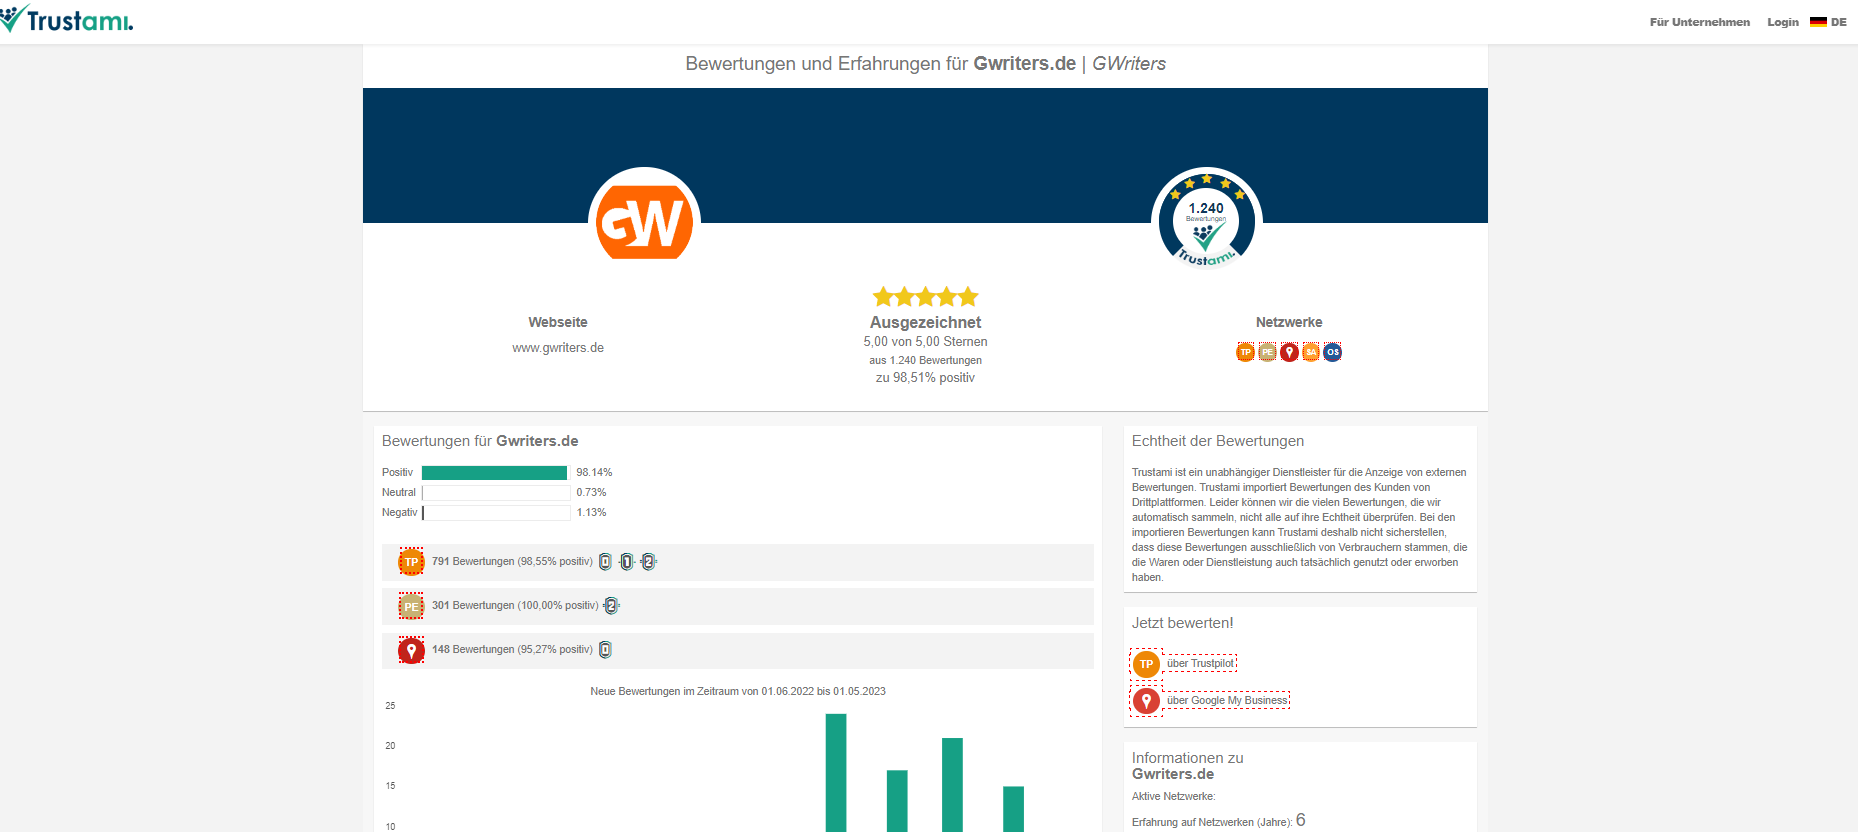 Trustami.
Für Unternehmen Login DE
Bewertungen und Erfahrungen für Gwriters.de | GWriters
GW
1.240
Bewertungen
Trustami.
Webseite
www.gwriters.de
Ausgezeichnet
5,00 von 5,00 Sternen
aus 1.240 Bewertungen
zu 98,51% positiv
Netzwerke
TP PE SA OS
Bewertungen für Gwriters.de
Positiv 98.14%
Neutral 0.73%
Negativ 1.13%
TP 791 Bewertungen (98,55% positiv) 0 1 2
PE 301 Bewertungen (100,00% positiv) 2
148 Bewertungen (95,27% positiv) 0
Neue Bewertungen im Zeitraum von 01.06.2022 bis 01.05.2023
25
20
15
10
Echtheit der Bewertungen
Trustami ist ein unabhängiger Dienstleister für die Anzeige von externen
Bewertungen. Trustami importiert Bewertungen des Kunden von
Drittplattformen. Leider können wir die vielen Bewertungen, die wir
automatisch sammeln, nicht alle auf ihre Echtheit überprüfen. Bei den
importieren Bewertungen kann Trustami deshalb nicht sicherstellen,
dass diese Bewertungen ausschließlich von Verbrauchern stammen, die
die Waren oder Dienstleistung auch tatsächlich genutzt oder erworben
haben.
Jetzt bewerten!
TP über Trustpilot
über Google My Business
Informationen zu
Gwriters.de
Aktive Netzwerke:
Erfahrung auf Netzwerken (Jahre): 6